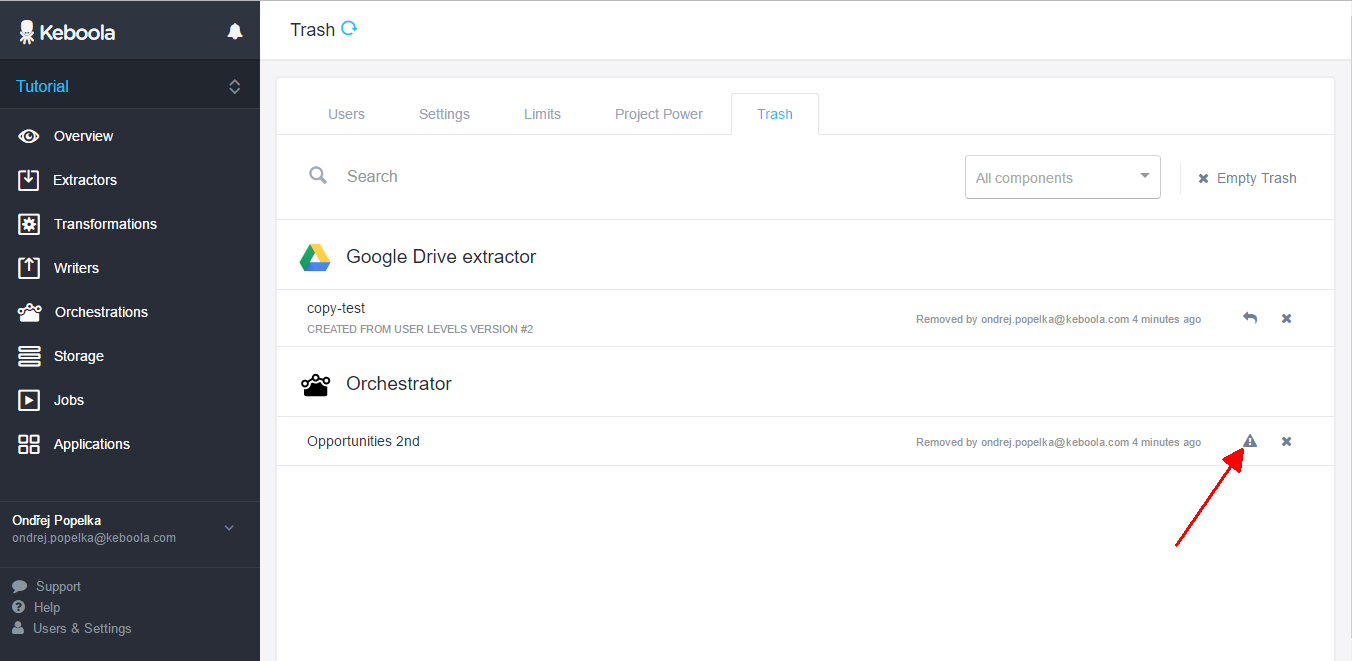 Keboola
Tutorial
Overview
Extractors
Transformations
Writers
Orchestrations
Storage
Jobs
Applications
Ondřej Popelka
ondrej.popelka@keboola.com
Support
Help
Users & Settings
Trash
Users Settings Limits Project Power Trash
Search All components Empty Trash
Google Drive extractor
copy-test
CREATED FROM USER LEVELS VERSION #2
Removed by ondrej.popelka@keboola.com 4 minutes ago
Orchestrator
Opportunities 2nd Removed by ondrej.popelka@keboola.com 4 minutes ago